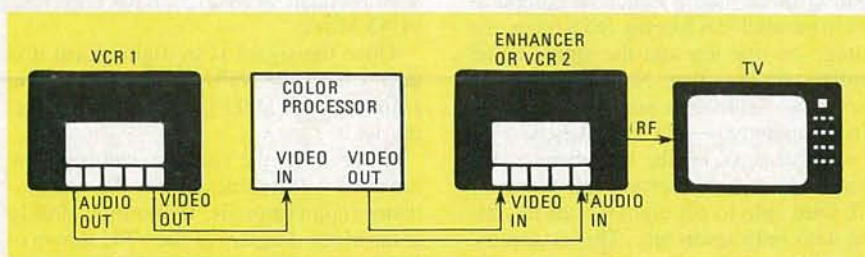 VCR 1
COLOR
PROCESSOR
ENHANCER
OR VCR 2
TV
RF
VIDEO
IN
VIDEO
OUT
AUDIO
OUT
VIDEO
OUT
VIDEO
IN
AUDIO
IN